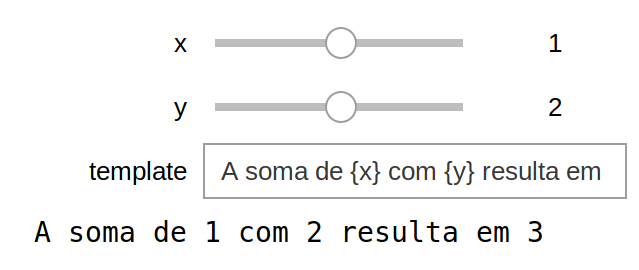 x 1
y 2
template A soma de {x} com {y} resulta em
A soma de 1 com 2 resulta em 3